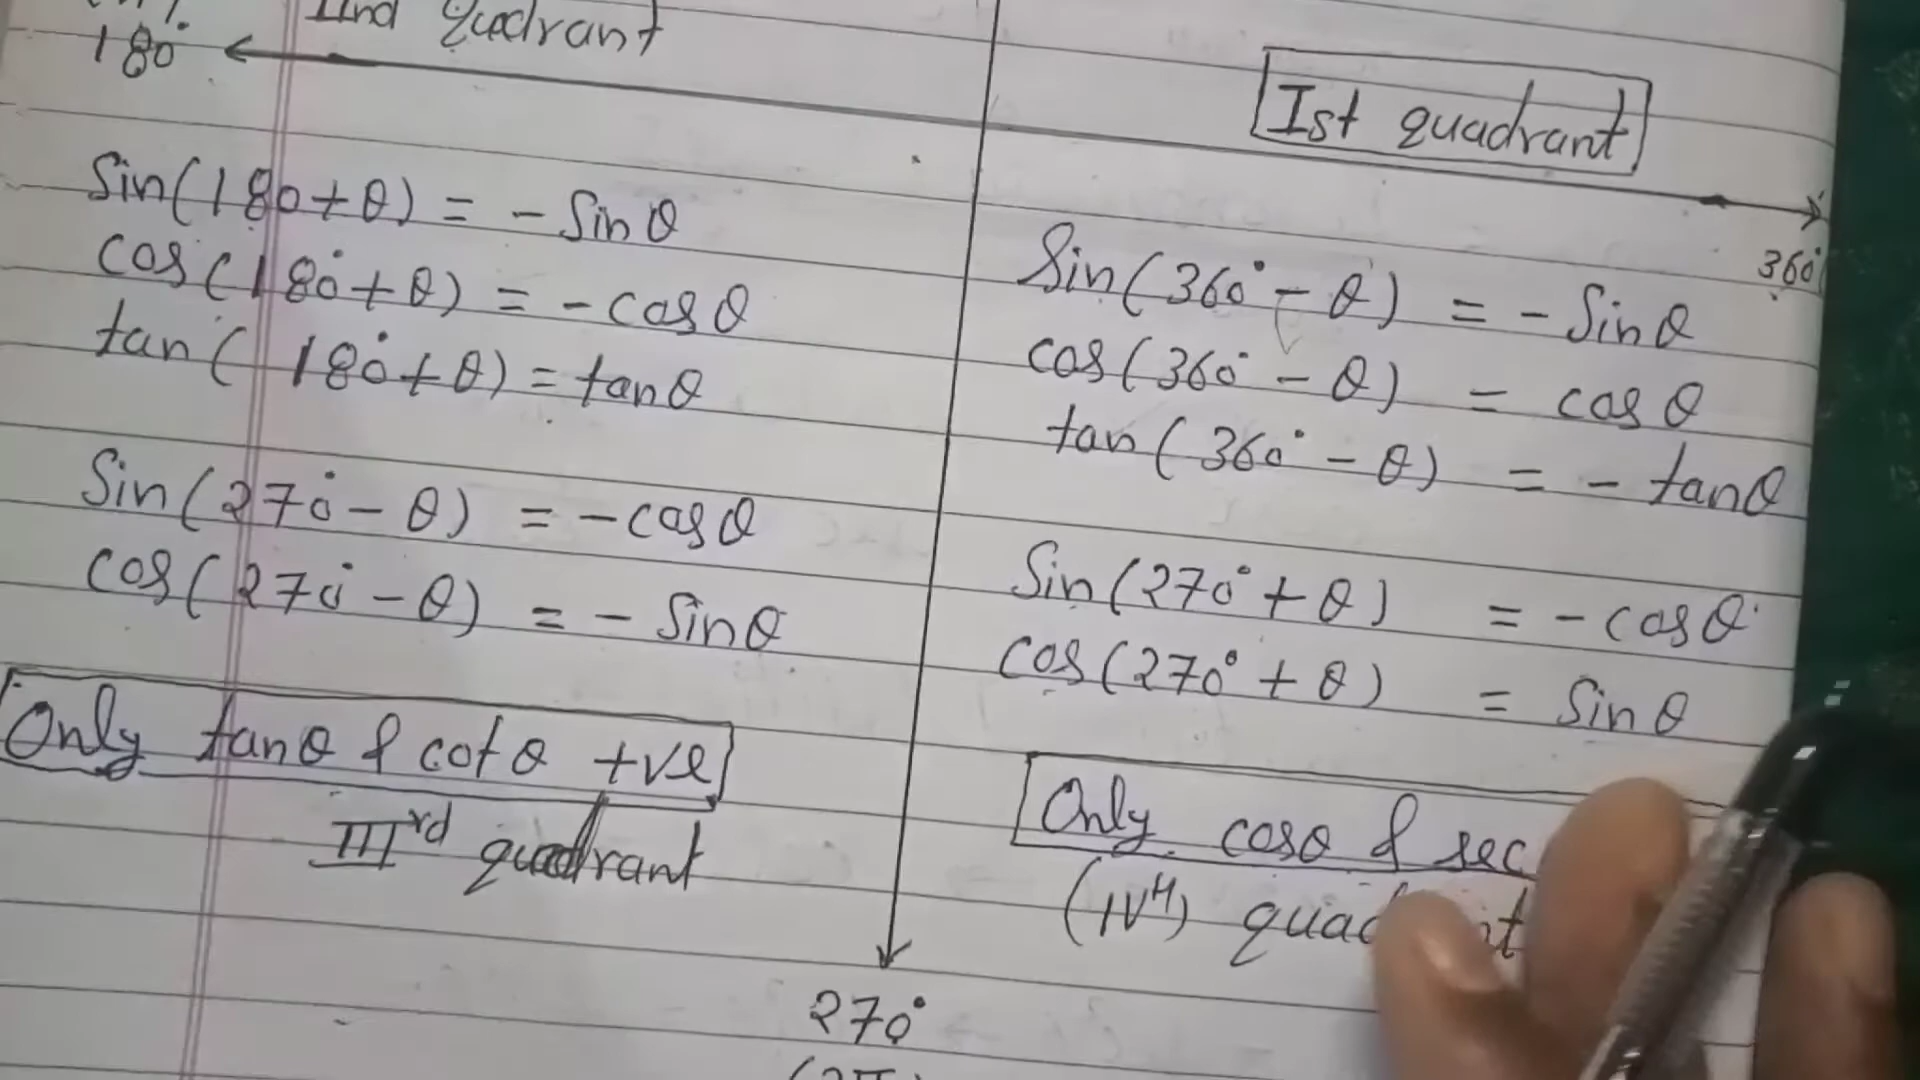 180°
IInd quadrant
Ist quadrant
360°
Sin(180+θ) = - Sinθ
cos(180°+θ) = - cosθ
tan(180°+θ) = tanθ
Sin(270°-θ) = - cosθ
cos(270°-θ) = - Sinθ
Only tanθ & cotθ +ve
IIIrd quadrant
Sin(360°-θ) = - Sinθ
cos(360°-θ) = cosθ
tan(360°-θ) = - tanθ
Sin(270°+θ) = - cosθ
cos(270°+θ) = Sinθ
Only cosθ & sec
(IVth)
270°